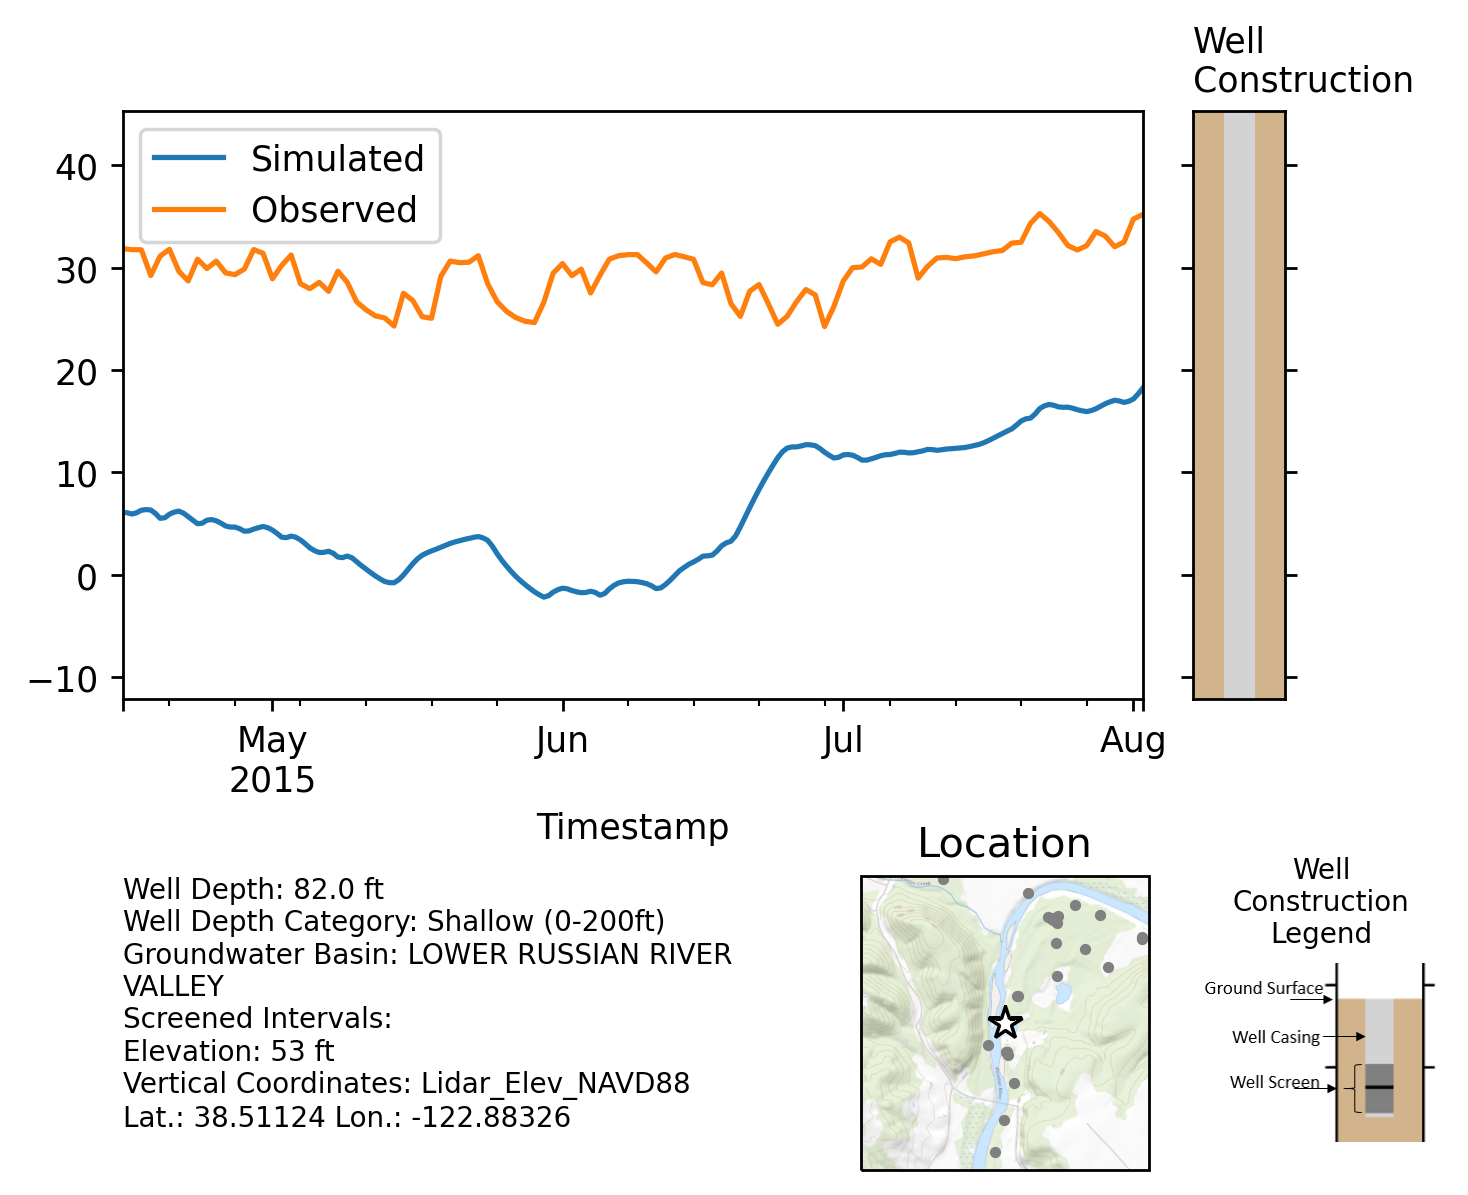 Well
Construction
Simulated
Observed
40
30
20
10
0
−10
May
2015
Jun
Jul
Aug
Timestamp
Location
Well Depth: 82.0 ft
Well Depth Category: Shallow (0-200ft)
Groundwater Basin: LOWER RUSSIAN RIVER
VALLEY
Screened Intervals:
Elevation: 53 ft
Vertical Coordinates: Lidar_Elev_NAVD88
Lat.: 38.51124 Lon.: -122.88326
Well
Construction
Legend
Ground Surface
Well Casing
Well Screen